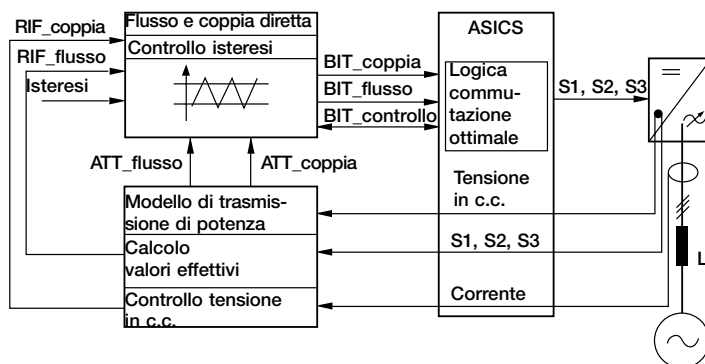 RIF_coppia
RIF_flusso
Isteresi
Flusso e coppia diretta
Controllo isteresi
BIT_coppia
BIT_flusso
BIT_controllo
ASICS
Logica
commu-
tazione
ottimale
S1, S2, S3
=
ATT_flusso
ATT_coppia
Modello di trasmis-
sione di potenza
Calcolo
valori effettivi
Controllo tensione
in c.c.
Tensione
in c.c.
S1, S2, S3
Corrente
L